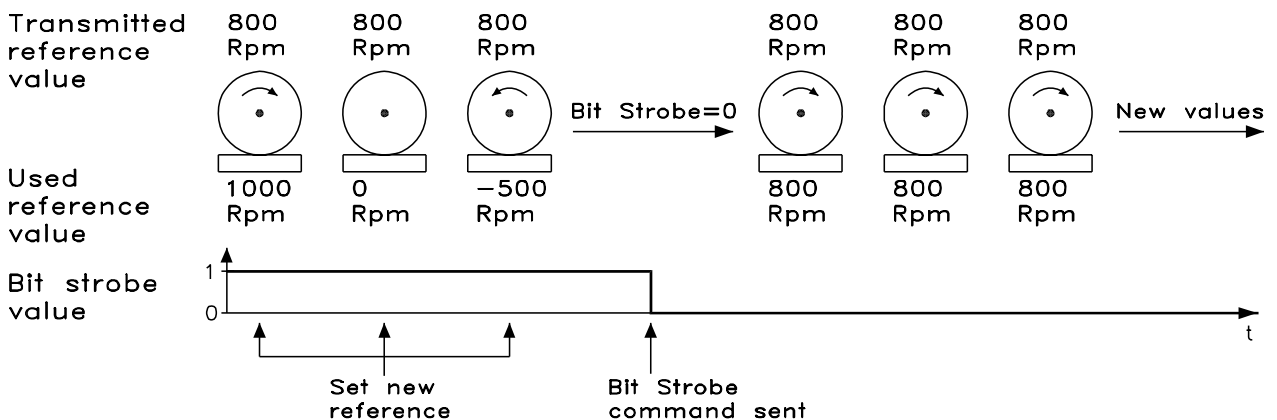 Transmitted
reference
value
800
Rpm
800
Rpm
800
Rpm
800
Rpm
800
Rpm
800
Rpm
Bit Strobe=0
New values
Used
reference
value
1000
Rpm
0
Rpm
-500
Rpm
800
Rpm
800
Rpm
800
Rpm
Bit strobe
value
1
0
t
Set new
reference
Bit Strobe
command sent